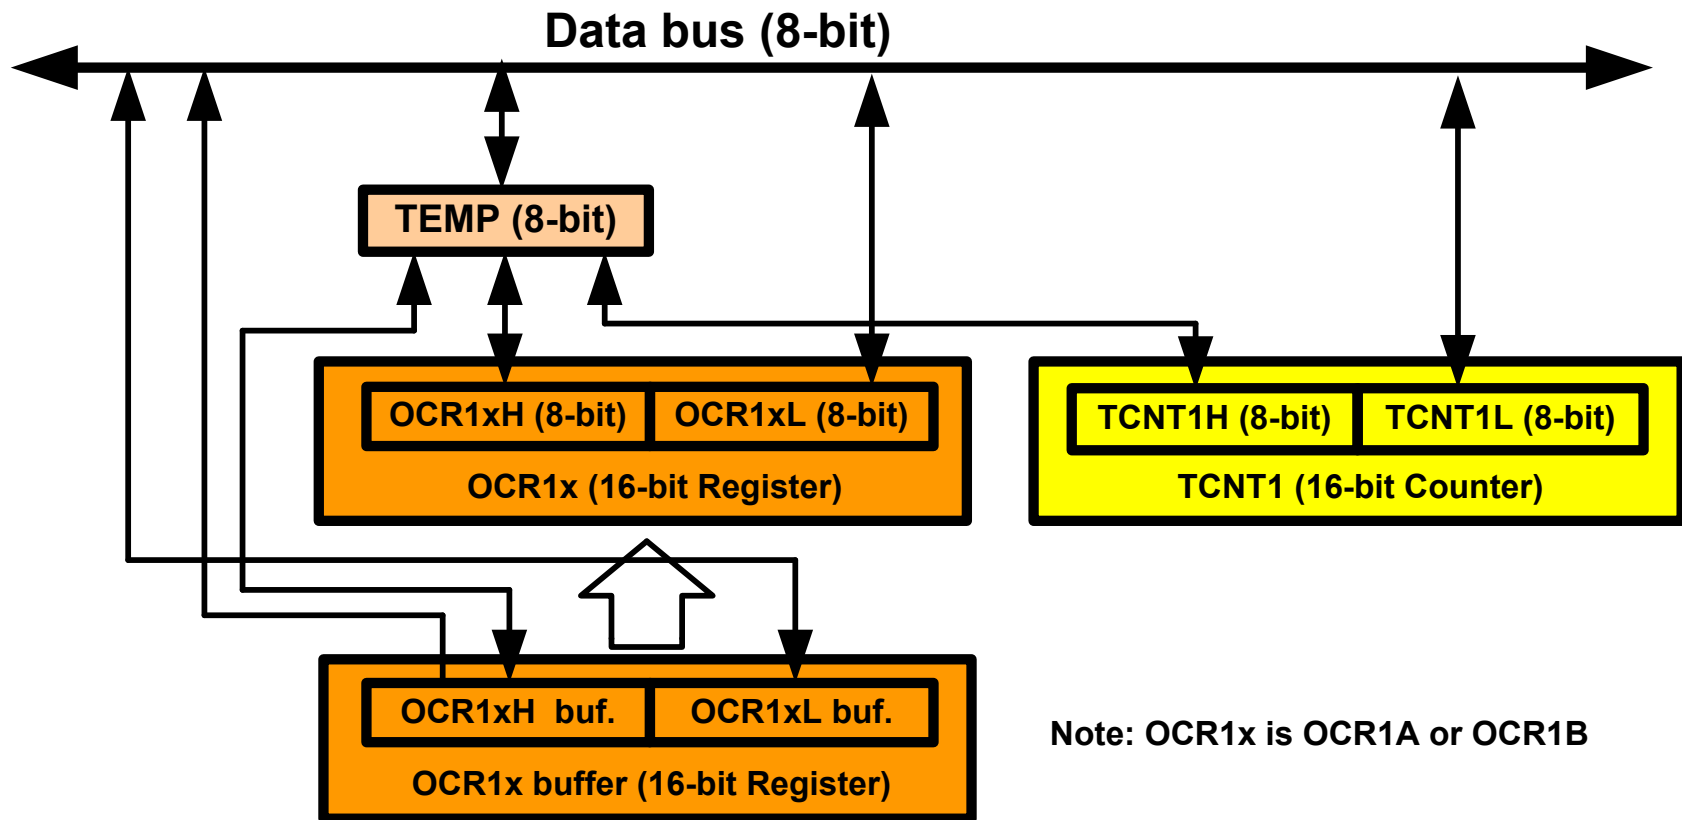 Data bus (8-bit)
TEMP (8-bit)
OCR1xH (8-bit)
OCR1xL (8-bit)
TCNT1H (8-bit)
TCNT1L (8-bit)
OCR1x (16-bit Register)
TCNT1 (16-bit Counter)
OCR1xH buf.
OCR1xL buf.
Note: OCR1x is OCR1A or OCR1B
OCR1x buffer (16-bit Register)